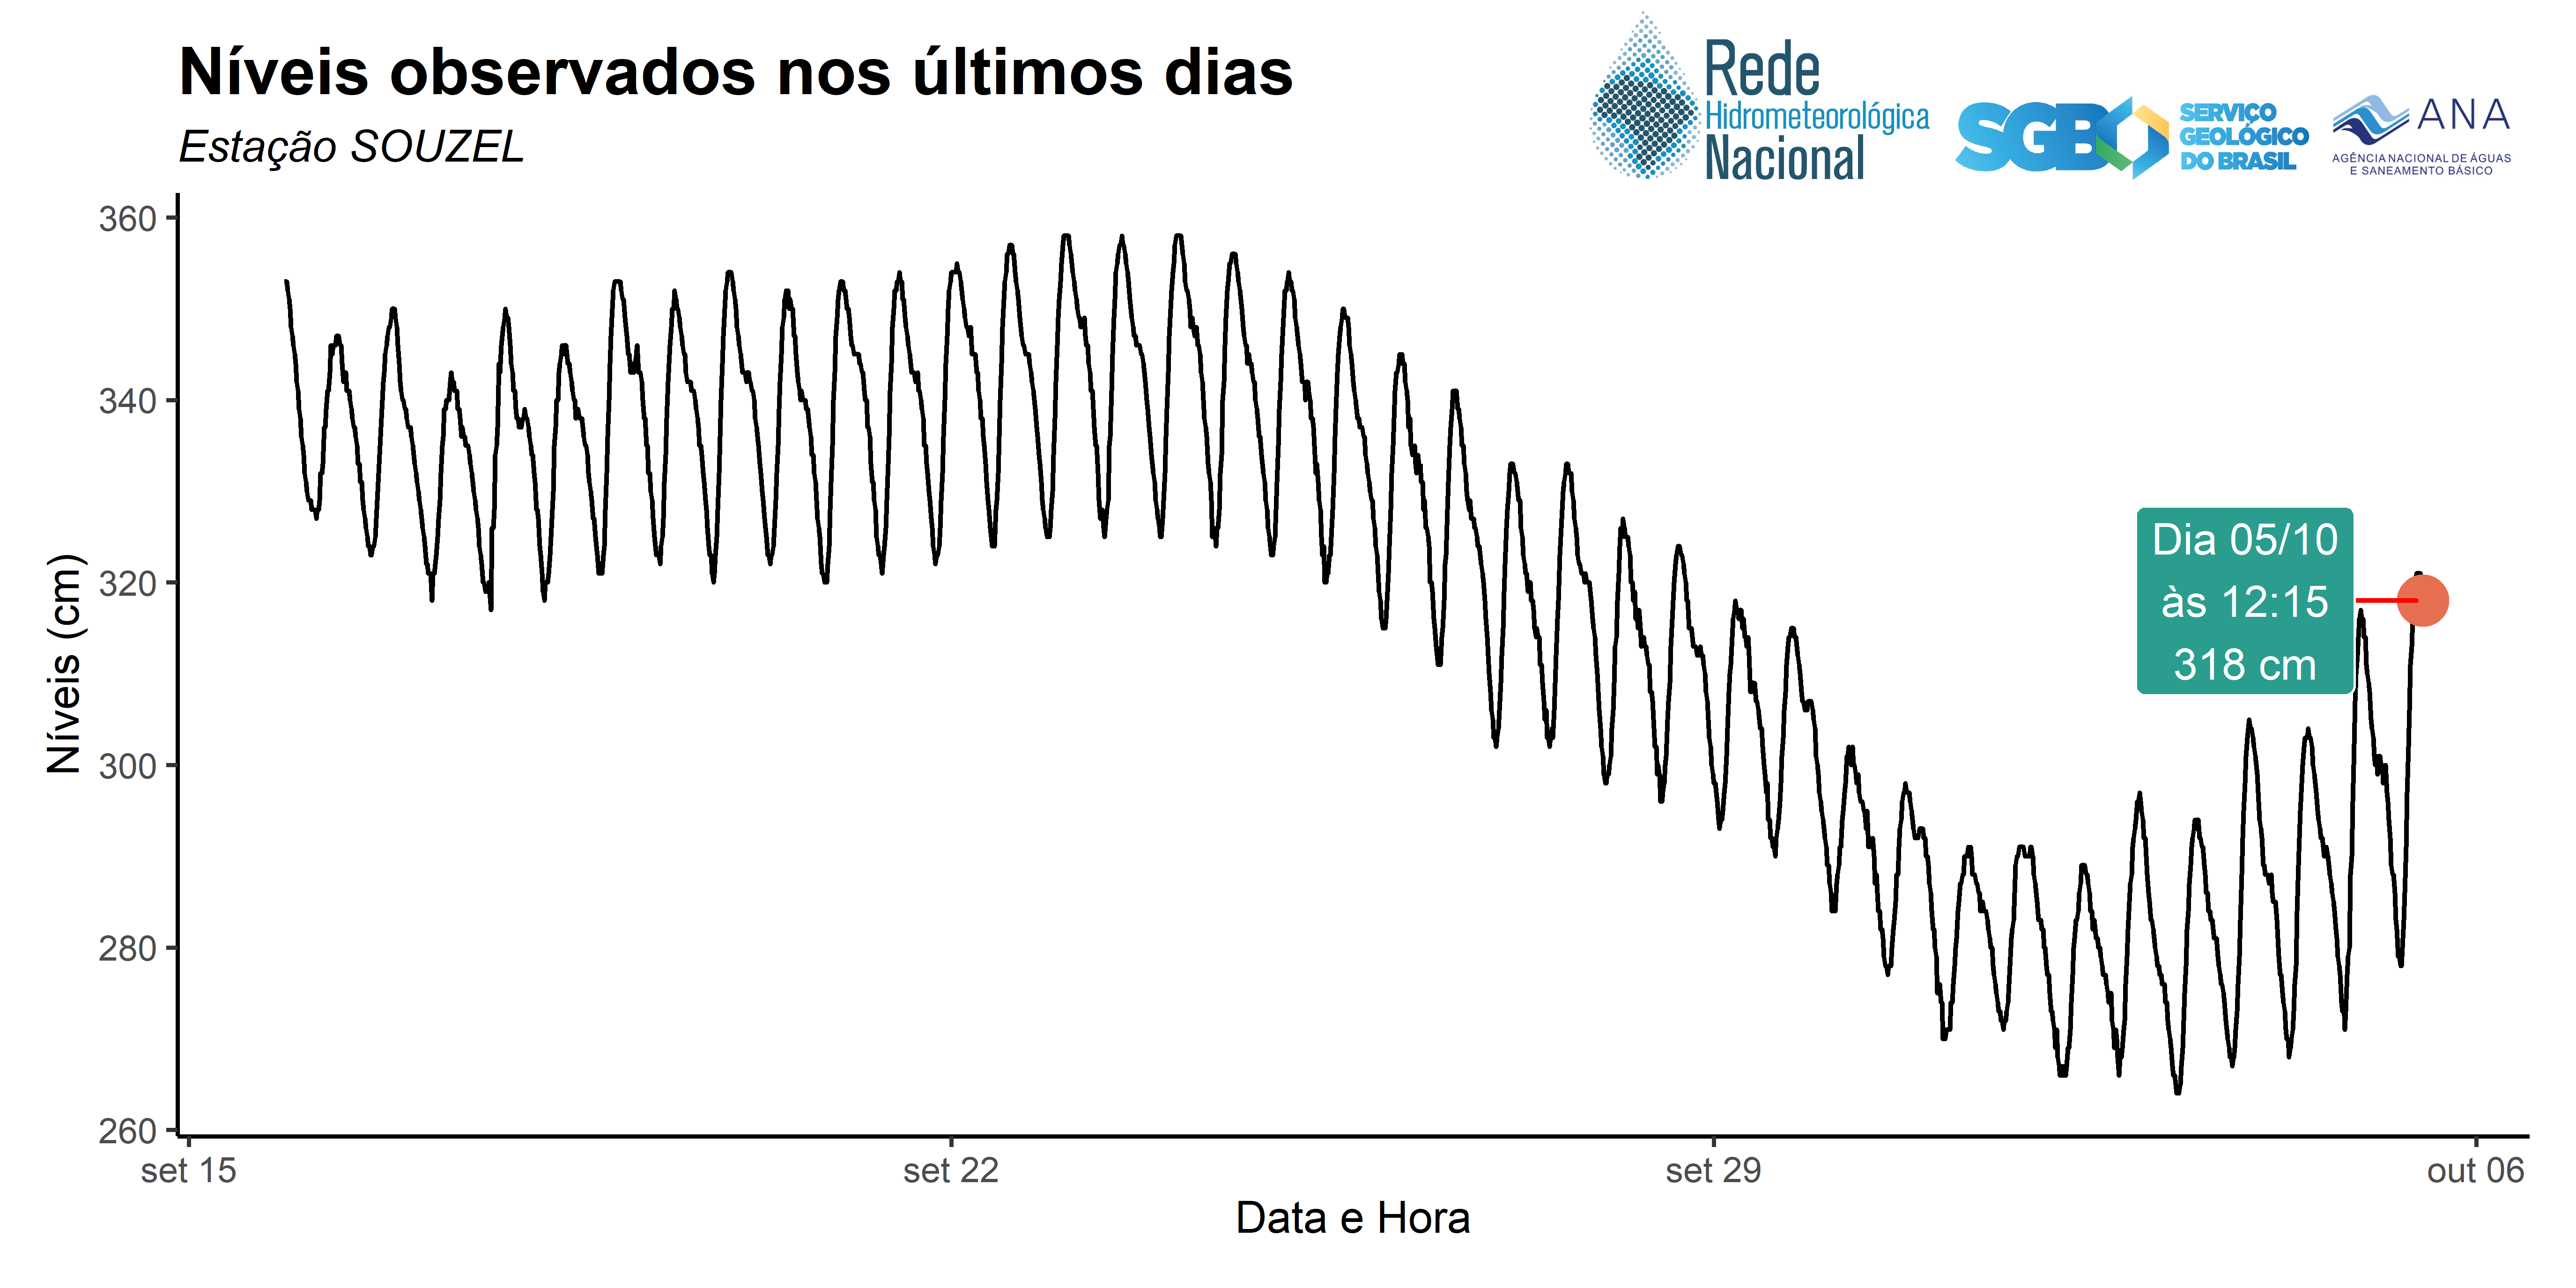 Níveis observados nos últimos dias
Estação SOUZEL
Rede
Hidrometeorológica
Nacional
SGB
SERVIÇO
GEOLÓGICO
DO BRASIL
ANA
AGÊNCIA NACIONAL DE ÁGUAS
E SANEAMENTO BÁSICO
Níveis (cm)
360
340
320
300
280
260
Dia 05/10
às 12:15
318 cm
set 15
set 22
set 29
out 06
Data e Hora